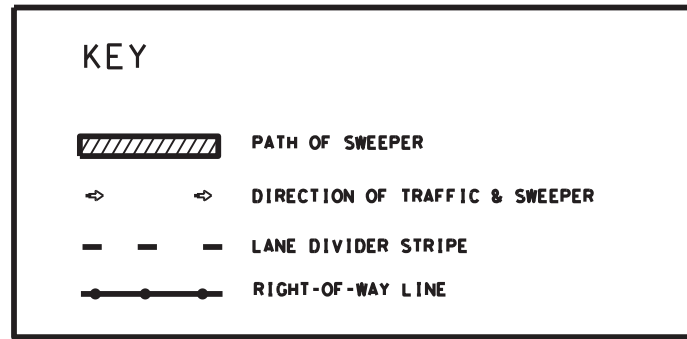 KEY
PATH OF SWEEPER
DIRECTION OF TRAFFIC & SWEEPER
LANE DIVIDER STRIPE
RIGHT-OF-WAY LINE